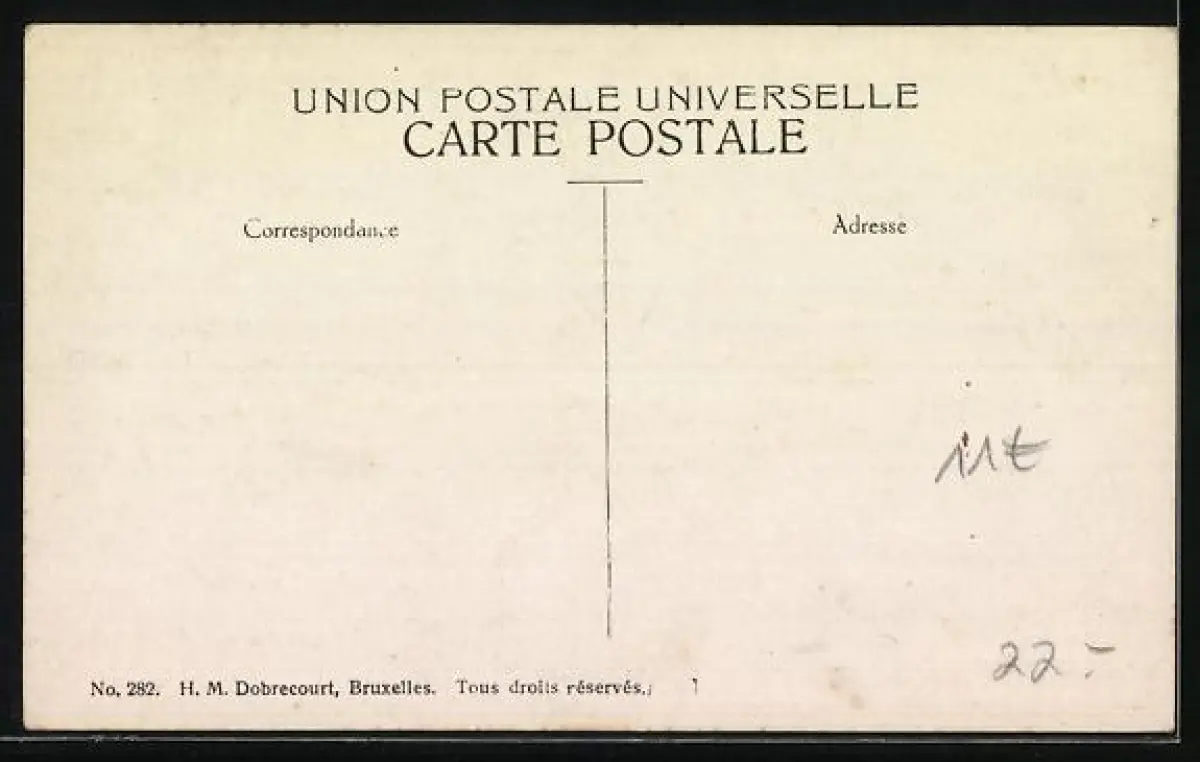 UNION POSTALE UNIVERSELLE
CARTE POSTALE
Correspondance
Adresse
11€
22.-
No. 282. H. M. Dobrecourt, Bruxelles. Tous droits réservés.